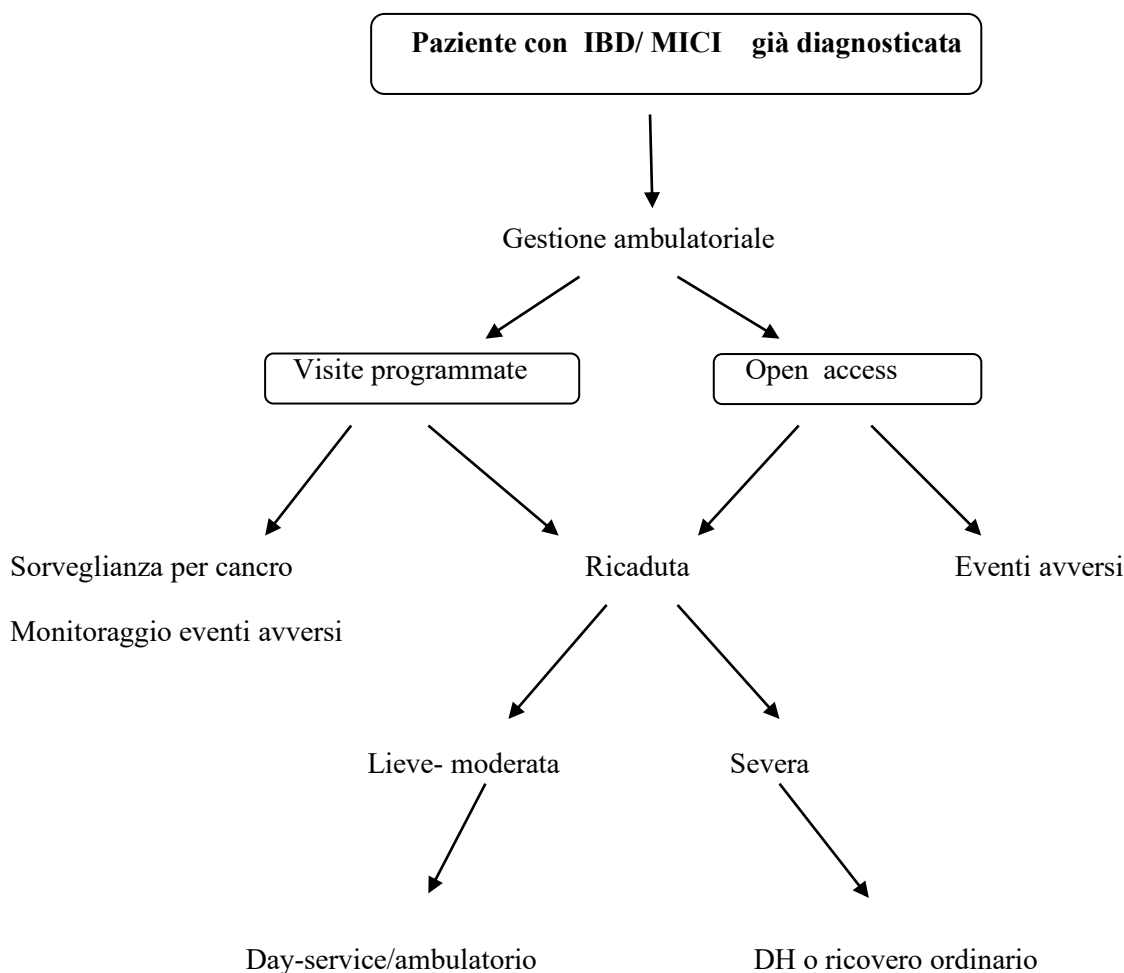 Paziente con IBD/ MICI già diagnosticata
Gestione ambulatoriale
Visite programmate
Open access
Sorveglianza per cancro
Ricaduta
Eventi avversi
Monitoraggio eventi avversi
Lieve- moderata
Severa
Day-service/ambulatorio
DH o ricovero ordinario